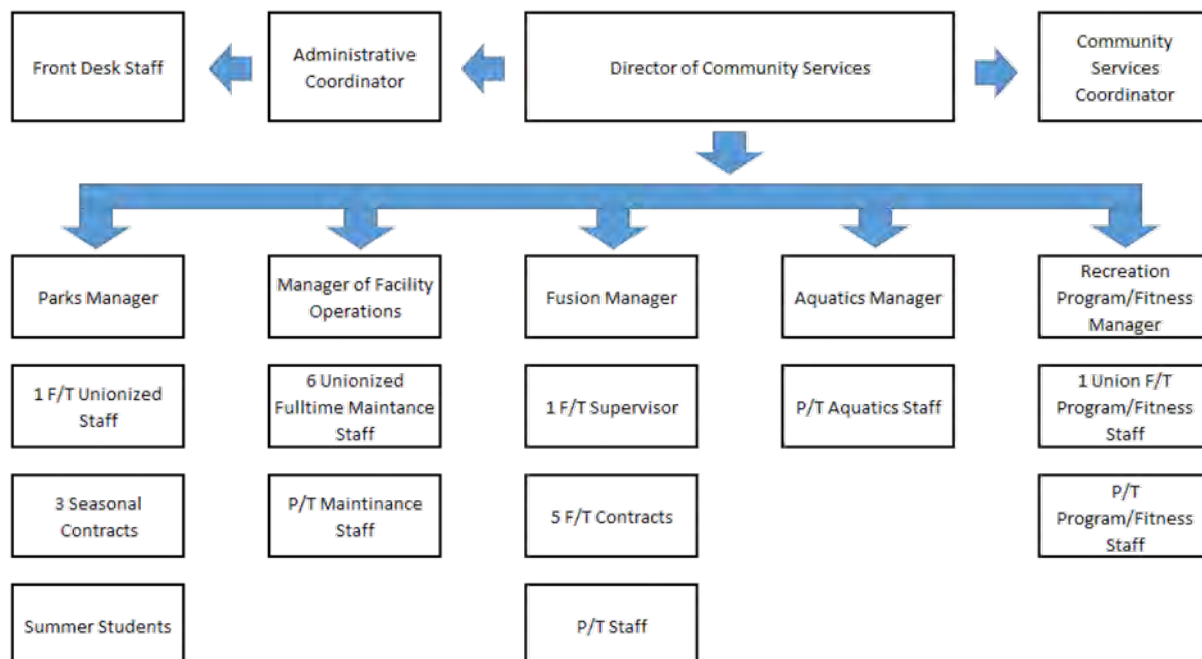 Front Desk Staff
Administrative
Coordinator
Director of Community Services
Community
Services
Coordinator
Parks Manager
Manager of Facility
Operations
Fusion Manager
Aquatics Manager
Recreation
Program/Fitness
Manager
1 F/T Unionized
Staff
6 Unionized
Fulltime Maintance
Staff
1 F/T Supervisor
P/T Aquatics Staff
1 Union F/T
Program/Fitness
Staff
3 Seasonal
Contracts
P/T Maintinance
Staff
5 F/T Contracts
P/T
Program/Fitness
Staff
Summer Students
P/T Staff